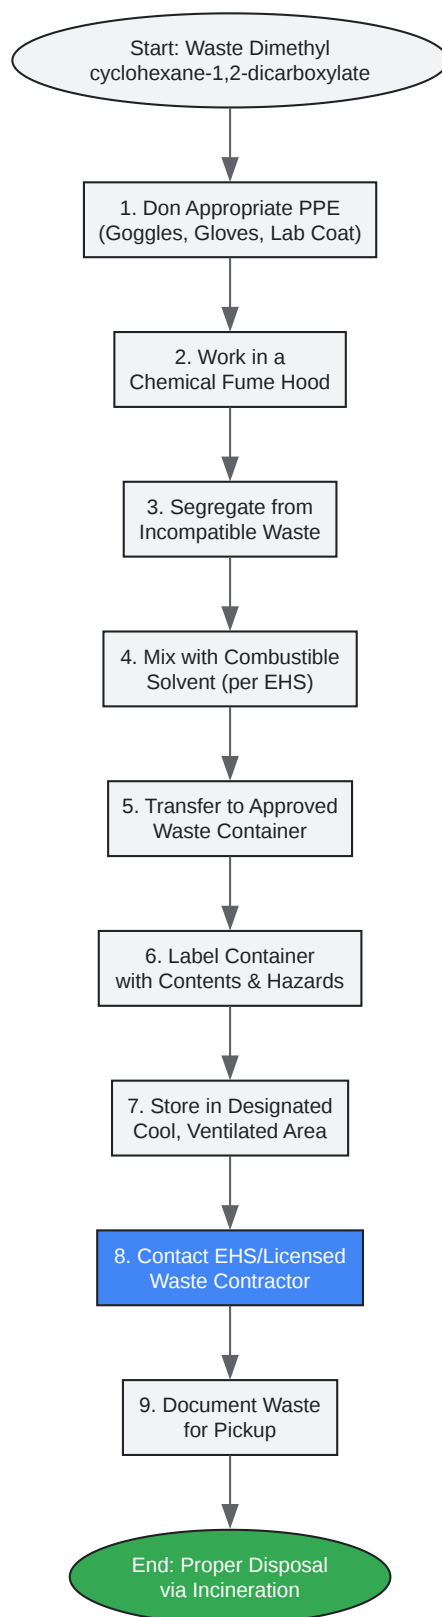 Start: Waste Dimethyl
cyclohexane-1,2-dicarboxylate
1. Don Appropriate PPE
(Goggles, Gloves, Lab Coat)
2. Work in a
Chemical Fume Hood
3. Segregate from
Incompatible Waste
4. Mix with Combustible
Solvent (per EHS)
5. Transfer to Approved
Waste Container
6. Label Container
with Contents & Hazards
7. Store in Designated
Cool, Ventilated Area
8. Contact EHS/Licensed
Waste Contractor
9. Document Waste
for Pickup
End: Proper Disposal
via Incineration